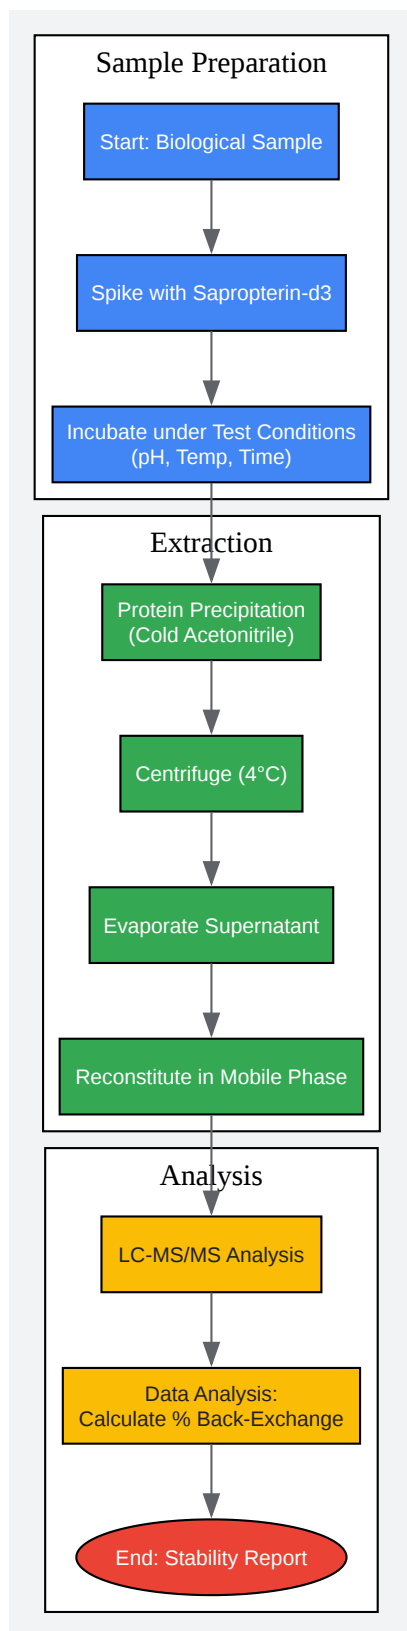 Sample Preparation
Start: Biological Sample
Spike with Sapropterin-d3
Incubate under Test Conditions
(pH, Temp, Time)
Extraction
Protein Precipitation
(Cold Acetonitrile)
Centrifuge (4°C)
Evaporate Supernatant
Reconstitute in Mobile Phase
Analysis
LC-MS/MS Analysis
Data Analysis:
Calculate % Back-Exchange
End: Stability Report